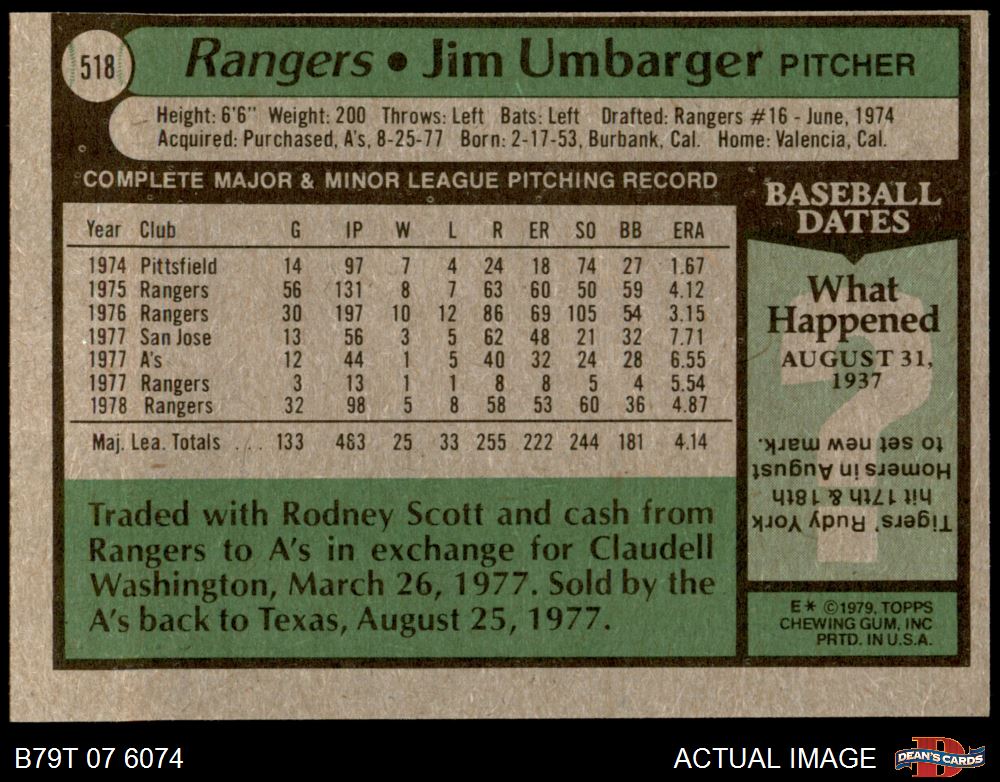 518
Rangers • Jim Umbarger PITCHER
Height: 6'6" Weight: 200 Throws: Left Bats: Left Drafted: Rangers #16 - June, 1974
Acquired: Purchased, A's, 8-25-77 Born: 2-17-53, Burbank, Cal. Home: Valencia, Cal.
COMPLETE MAJOR & MINOR LEAGUE PITCHING RECORD
Year Club G IP W L R ER SO BB ERA
1974 Pittsfield 14 97 7 4 24 18 74 27 1.67
1975 Rangers 56 131 8 7 63 60 50 59 4.12
1976 Rangers 30 197 10 12 86 69 105 54 3.15
1977 San Jose 13 56 3 5 62 48 21 32 7.71
1977 A's 12 44 1 5 40 32 24 28 6.55
1977 Rangers 3 13 1 1 8 8 5 4 5.54
1978 Rangers 32 98 5 8 58 53 60 36 4.87
Maj. Lea. Totals ... 133 463 25 33 255 222 244 181 4.14
Traded with Rodney Scott and cash from
Rangers to A's in exchange for Claudell
Washington, March 26, 1977. Sold by the
A's back to Texas, August 25, 1977.
BASEBALL
DATES
What
Happened
AUGUST 31,
1937
?
Tigers' Rudy York
hit 17th & 18th
Homers in August
to set new mark.
E* ©1979, TOPPS
CHEWING GUM, INC
PRTD. IN U.S.A.
B79T 07 6074
ACTUAL IMAGE
D
DEAN'S CARDS